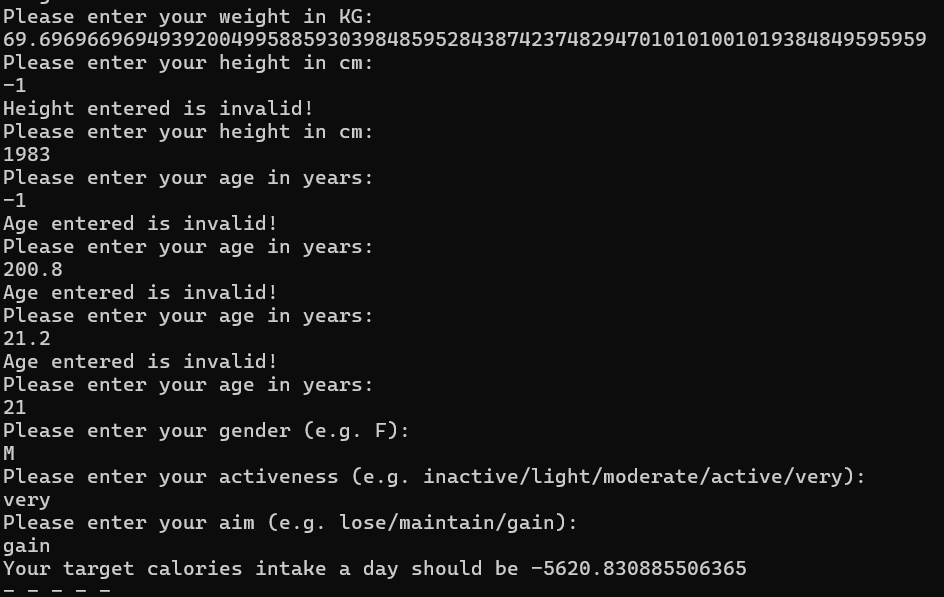 Please enter your weight in KG:
69.6969669694939200499588593039848595284387423748294701010100101938484959595​9
Please enter your height in cm:
-1
Height entered is invalid!
Please enter your height in cm:
1983
Please enter your age in years:
-1
Age entered is invalid!
Please enter your age in years:
200.8
Age entered is invalid!
Please enter your age in years:
21.2
Age entered is invalid!
Please enter your age in years:
21
Please enter your gender (e.g. F):
M
Please enter your activeness (e.g. inactive/light/moderate/active/very):
very
Please enter your aim (e.g. lose/maintain/gain):
gain
Your target calories intake a day should be -5620.830885506365
- - - - -